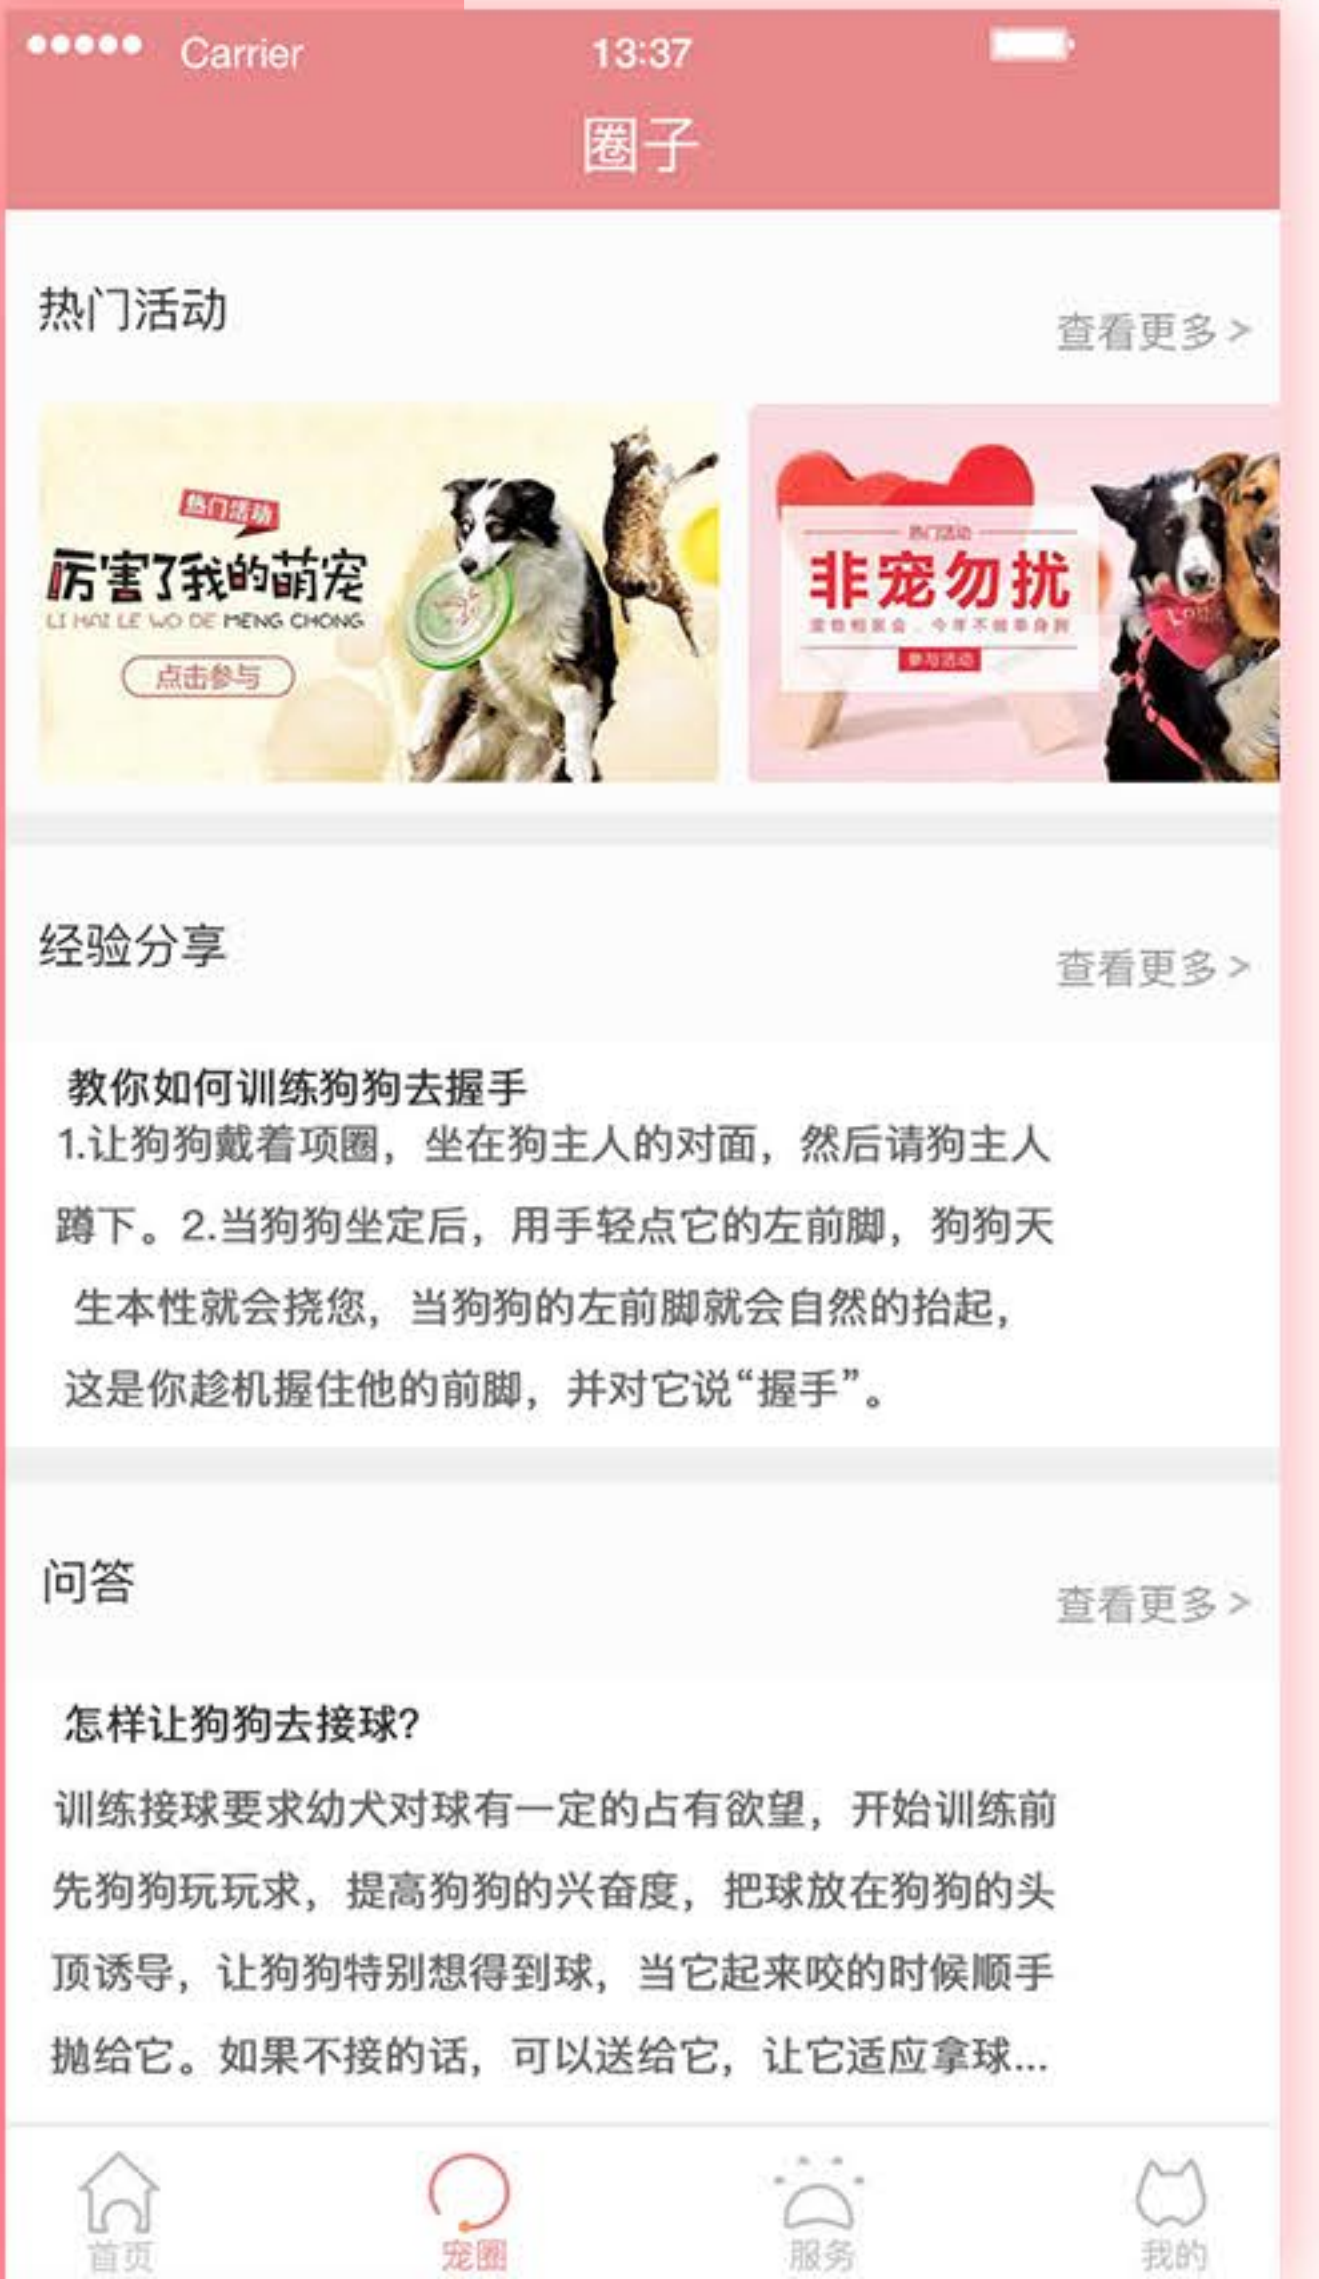 Carrier 13:37
圈子
热门活动
查看更多 >
热门活动
厉害了我的萌宠
LI HAI LE WO DE MENG CHONG
点击参与
热门活动
非宠勿扰
宠物相亲会，今年不做单身狗
参与活动
经验分享
查看更多 >
教你如何训练狗狗去握手
1.让狗狗戴着项圈，坐在狗主人的对面，然后请狗主人
蹲下。2.当狗狗坐定后，用手轻点它的左前脚，狗狗天
生本性就会挠您，当狗狗的左前脚就会自然的抬起，
这是你趁机握住他的前脚，并对它说“握手”。
问答
查看更多 >
怎样让狗狗去接球?
训练接球要求幼犬对球有一定的占有欲望，开始训练前
先狗狗玩玩求，提高狗狗的兴奋度，把球放在狗狗的头
顶诱导，让狗狗特别想得到球，当它起来咬的时候顺手
抛给它。如果不接的话，可以送给它，让它适应拿球...
首页 宠圈 服务 我的